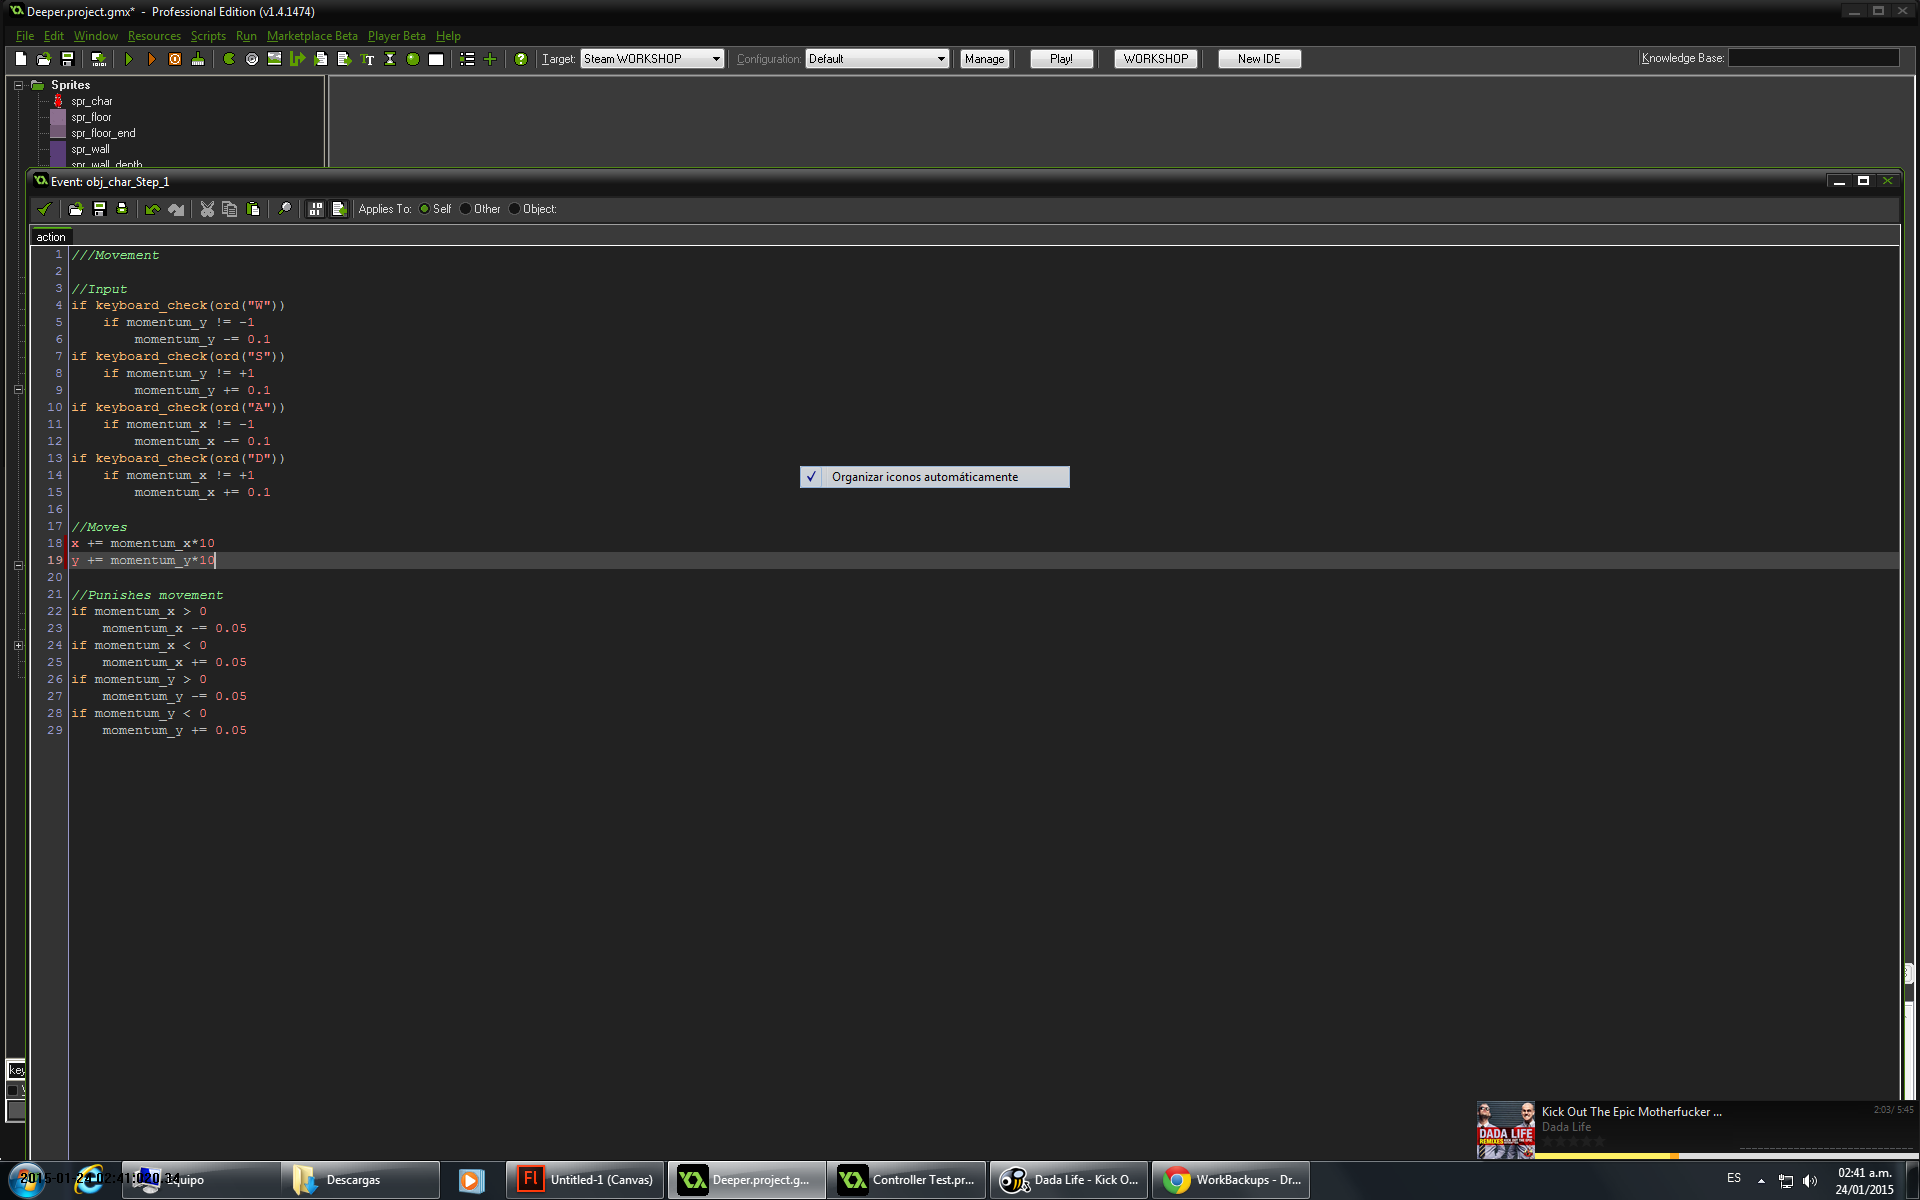 Deeper.project.gmx* - Professional Edition (v1.4.1474)
File Edit Window Resources Scripts Run Marketplace Beta Player Beta Help
Target: Steam WORKSHOP Configuration: Default Manage Play! WORKSHOP New IDE Knowledge Base:
Sprites
spr_char
spr_floor
spr_floor_end
spr_wall
spr_wall_depth
Event: obj_char_Step_1
Applies To: Self Other Object:
action
1 ///Movement
2
3 //Input
4 if keyboard_check(ord("W"))
5 if momentum_y != -1
6 momentum_y -= 0.1
7 if keyboard_check(ord("S"))
8 if momentum_y != +1
9 momentum_y += 0.1
10 if keyboard_check(ord("A"))
11 if momentum_x != -1
12 momentum_x -= 0.1
13 if keyboard_check(ord("D"))
14 if momentum_x != +1
15 momentum_x += 0.1
16
17 //Moves
18 x += momentum_x*10
19 y += momentum_y*10
20
21 //Punishes movement
22 if momentum_x > 0
23 momentum_x -= 0.05
24 if momentum_x < 0
25 momentum_x += 0.05
26 if momentum_y > 0
27 momentum_y -= 0.05
28 if momentum_y < 0
29 momentum_y += 0.05
✓ Organizar iconos automáticamente
key
Kick Out The Epic Motherfucker ...
2:03/ 5:45
Dada Life
DADA LIFE
Equipo
Descargas
Untitled-1 (Canvas)
Deeper.project.g...
Controller Test.pr...
Dada Life - Kick O...
WorkBackups - Dr...
ES
02:41 a.m.
24/01/2015